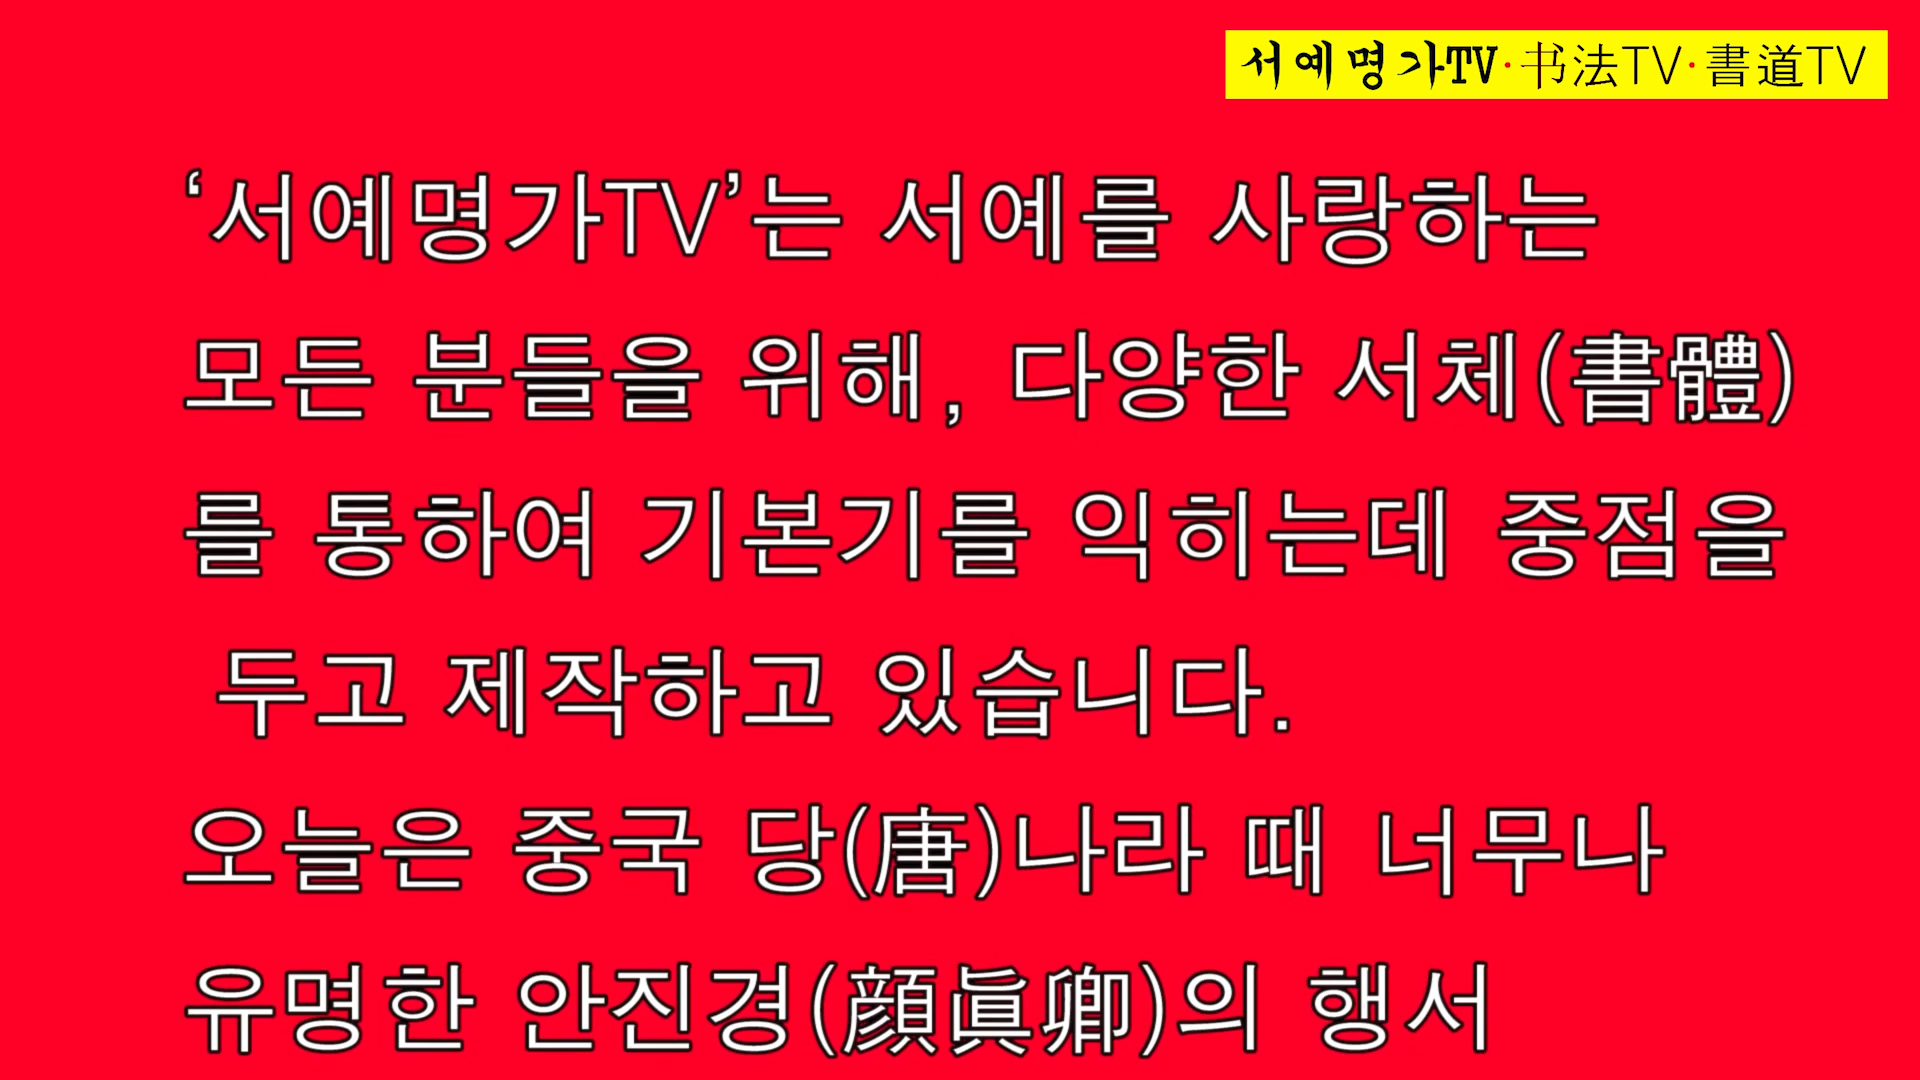 서예명가TV·书法TV·書道TV
‘서예명가TV’는 서예를 사랑하는
모든 분들을 위해, 다양한 서체(書體)
를 통하여 기본기를 익히는데 중점을
두고 제작하고 있습니다.
오늘은 중국 당(唐)나라 때 너무나
유명한 안진경(顔眞卿)의 행서